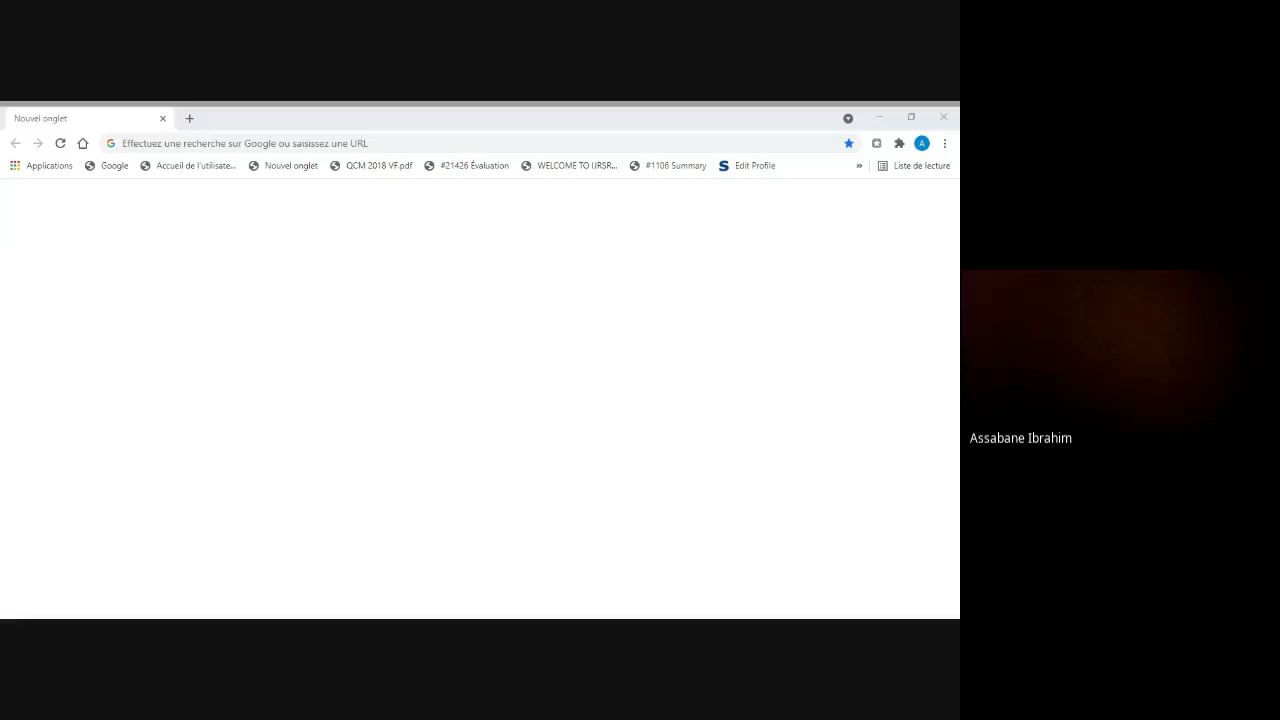 Nouvel onglet
Effectuez une recherche sur Google ou saisissez une URL
A
Applications Google Accueil de l'utilisate... Nouvel onglet QCM 2018 VF.pdf #21426 Évaluation WELCOME TO IJRSR... #1106 Summary Edit Profile » Liste de lecture
Assabane Ibrahim